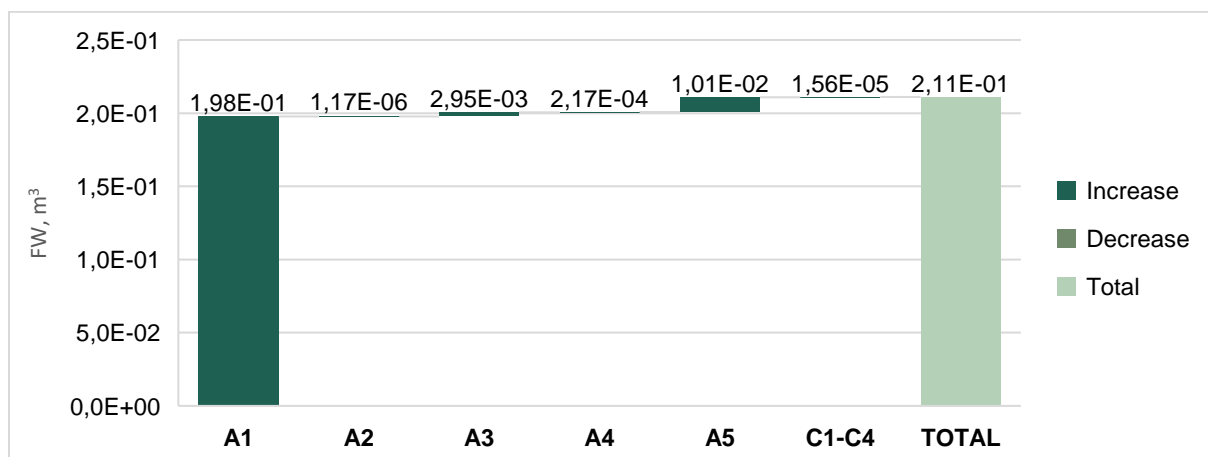 2,5E-01
2,0E-01
1,5E-01
1,0E-01
5,0E-02
0,0E+00
FW, m³
1,98E-01 1,17E-06 2,95E-03 2,17E-04 1,01E-02 1,56E-05 2,11E-01
A1 A2 A3 A4 A5 C1-C4 TOTAL
Increase
Decrease
Total